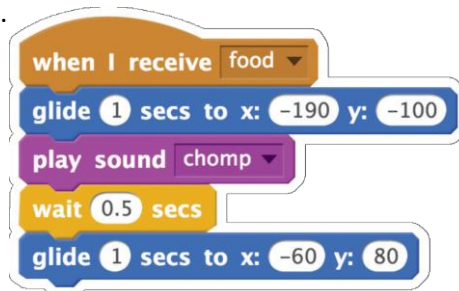 .
when I receive food
glide 1 secs to x: -190 y: -100
play sound chomp
wait 0.5 secs
glide 1 secs to x: -60 y: 80